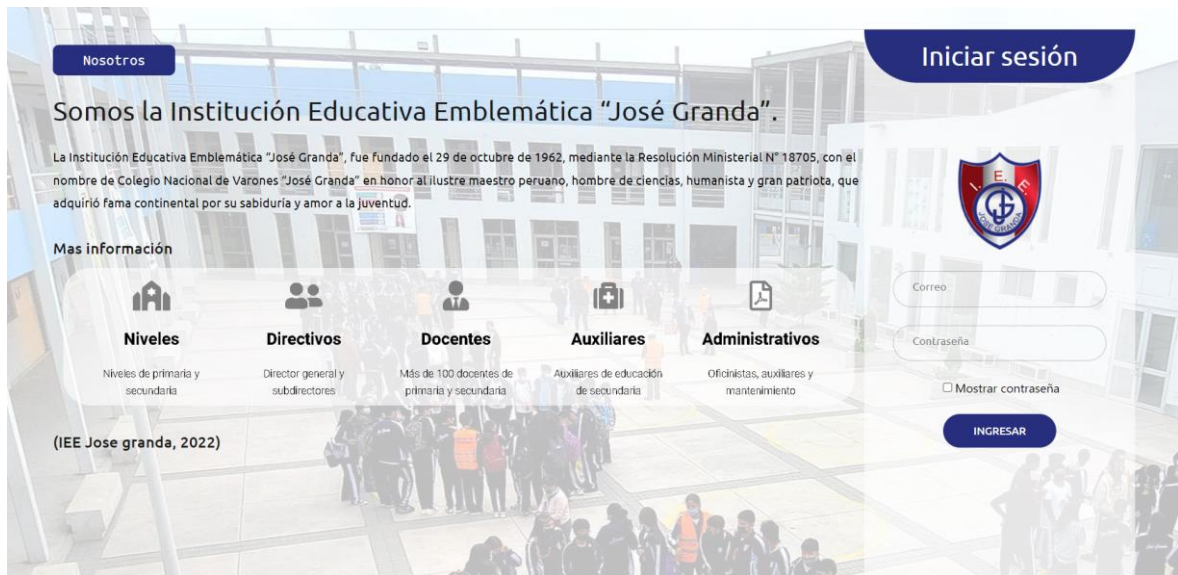 Nosotros
Iniciar sesión
Somos la Institución Educativa Emblemática “José Granda”.
La Institución Educativa Emblemática “José Granda”, fue fundado el 29 de octubre de 1962, mediante la Resolución Ministerial N° 18705, con el
nombre de Colegio Nacional de Varones “José Granda” en honor al ilustre maestro peruano, hombre de ciencias, humanista y gran patriota, que
adquirió fama continental por su sabiduría y amor a la juventud.
Mas información
Niveles
Niveles de primaria y
secundaria
Directivos
Director general y
subdirectores
Docentes
Más de 100 docentes de
primaria y secundaria
Auxiliares
Auxiliares de educación
de secundaria
Administrativos
Oficinistas, auxiliares y
mantenimiento
(IEE Jose granda, 2022)
I. E. E.
JG
JOSE GRANDA
Correo
Contraseña
Mostrar contraseña
INGRESAR